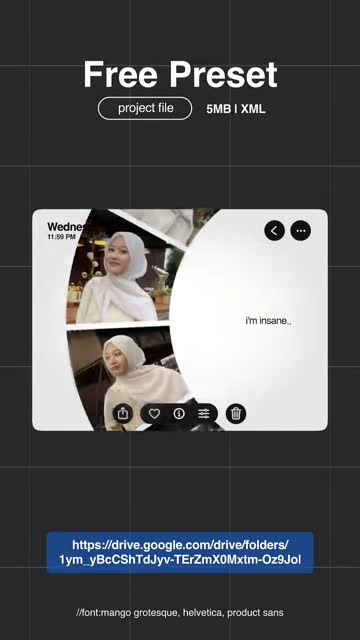 Free Preset
project file
5MB | XML
Wednes
11:59 PM
i'm insane..
https://drive.google.com/drive/folders/
1ym_yBcCShTdJyv-TErZmX0Mxtm-Oz9Jol
//font:mango grotesque, helvetica, product sans